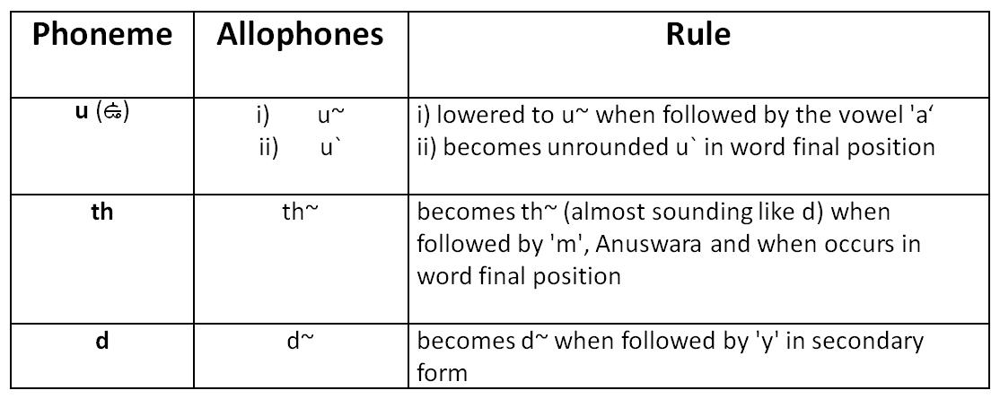 Phoneme Allophones Rule
u (ఉ) i) u~ i) lowered to u~ when followed by the vowel 'a‘
ii) u` ii) becomes unrounded u` in word final position
th th~ becomes th~ (almost sounding like d) when
followed by 'm', Anuswara and when occurs in
word final position
d d~ becomes d~ when followed by 'y' in secondary
form